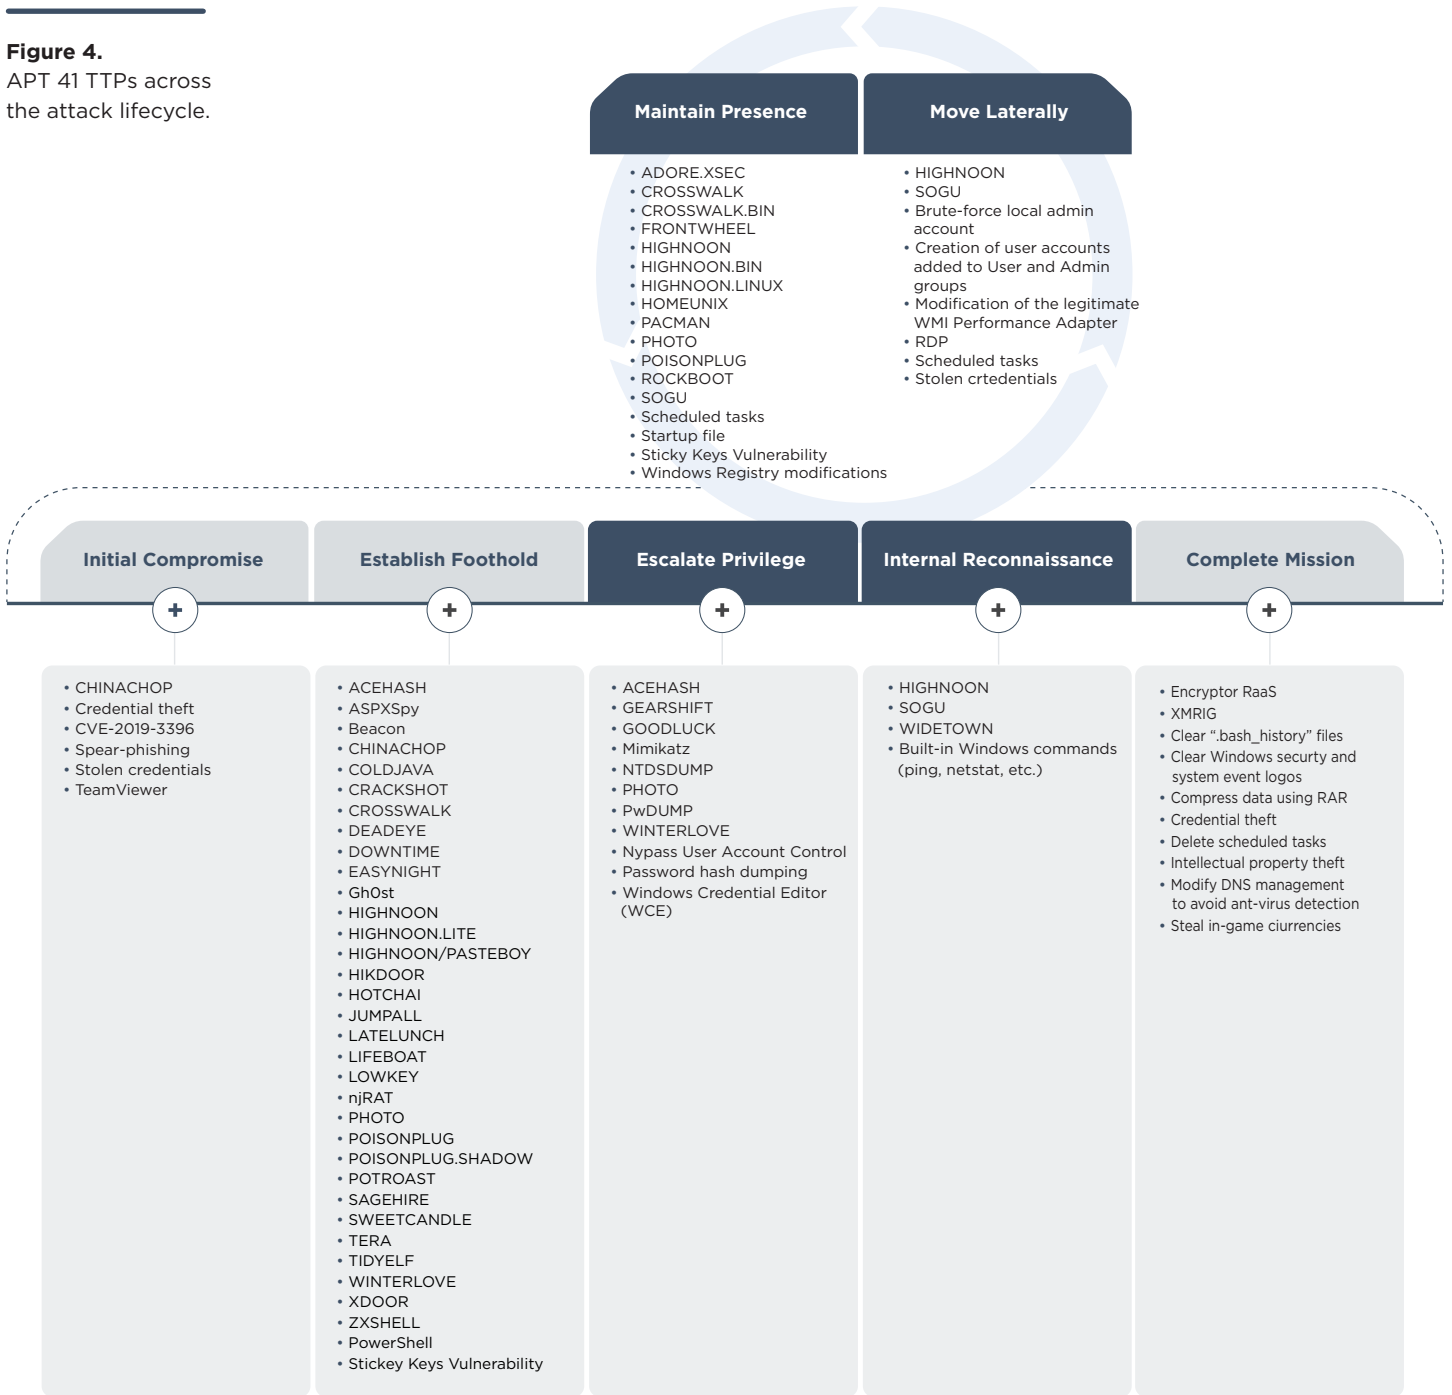 Figure 4.
APT 41 TTPs across
the attack lifecycle.
Maintain Presence
• ADORE.XSEC
• CROSSWALK
• CROSSWALK.BIN
• FRONTWHEEL
• HIGHNOON
• HIGHNOON.BIN
• HIGHNOON.LINUX
• HOMEUNIX
• PACMAN
• PHOTO
• POISONPLUG
• ROCKBOOT
• SOGU
• Scheduled tasks
• Startup file
• Sticky Keys Vulnerability
• Windows Registry modifications
Move Laterally
• HIGHNOON
• SOGU
• Brute-force local admin
account
• Creation of user accounts
added to User and Admin
groups
• Modification of the legitimate
WMI Performance Adapter
• RDP
• Scheduled tasks
• Stolen crtedentials
Initial Compromise
+
• CHINACHOP
• Credential theft
• CVE-2019-3396
• Spear-phishing
• Stolen credentials
• TeamViewer
Establish Foothold
+
• ACEHASH
• ASPXSpy
• Beacon
• CHINACHOP
• COLDJAVA
• CRACKSHOT
• CROSSWALK
• DEADEYE
• DOWNTIME
• EASYNIGHT
• Gh0st
• HIGHNOON
• HIGHNOON.LITE
• HIGHNOON/PASTEBOY
• HIKDOOR
• HOTCHAI
• JUMPALL
• LATELUNCH
• LIFEBOAT
• LOWKEY
• njRAT
• PHOTO
• POISONPLUG
• POISONPLUG.SHADOW
• POTROAST
• SAGEHIRE
• SWEETCANDLE
• TERA
• TIDYELF
• WINTERLOVE
• XDOOR
• ZXSHELL
• PowerShell
• Stickey Keys Vulnerability
Escalate Privilege
+
• ACEHASH
• GEARSHIFT
• GOODLUCK
• Mimikatz
• NTDSDUMP
• PHOTO
• PwDUMP
• WINTERLOVE
• Nypass User Account Control
• Password hash dumping
• Windows Credential Editor
(WCE)
Internal Reconnaissance
+
• HIGHNOON
• SOGU
• WIDETOWN
• Built-in Windows commands
(ping, netstat, etc.)
Complete Mission
+
• Encryptor RaaS
• XMRIG
• Clear “.bash_history” files
• Clear Windows securty and
system event logos
• Compress data using RAR
• Credential theft
• Delete scheduled tasks
• Intellectual property theft
• Modify DNS management
to avoid ant-virus detection
• Steal in-game ciurrencies